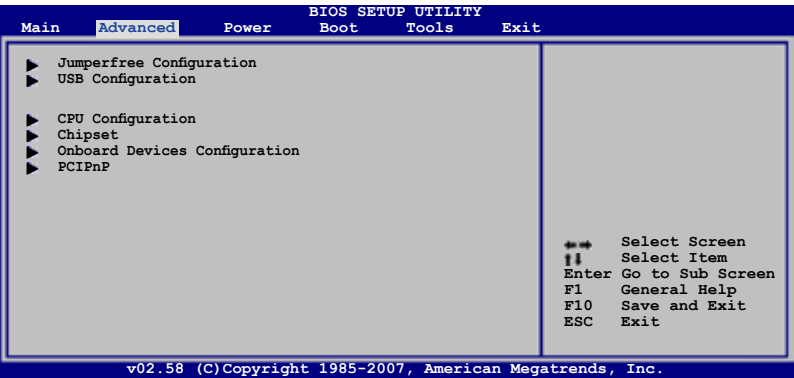 BIOS SETUP UTILITY
Main Advanced Power Boot Tools Exit
Jumperfree Configuration
USB Configuration
CPU Configuration
Chipset
Onboard Devices Configuration
PCIPnP
Select Screen
Select Item
Enter Go to Sub Screen
F1 General Help
F10 Save and Exit
ESC Exit
v02.58 (C)Copyright 1985-2007, American Megatrends, Inc.